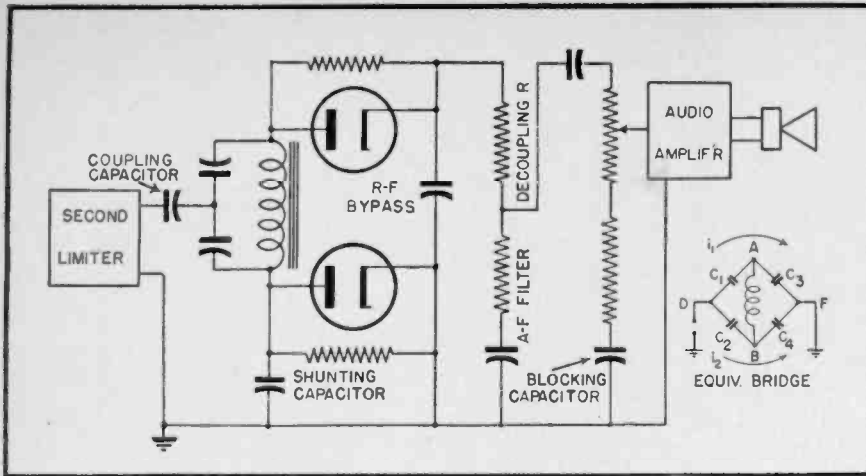 COUPLING
CAPACITOR
SECOND
LIMITER
R-F
BYPASS
SHUNTING
CAPACITOR
DECOUPLING R
A-F FILTER
BLOCKING
CAPACITOR
AUDIO
AMPLIF'R
i₁
A
C₁
C₃
D
F
C₂
C₄
i₂
B
EQUIV. BRIDGE